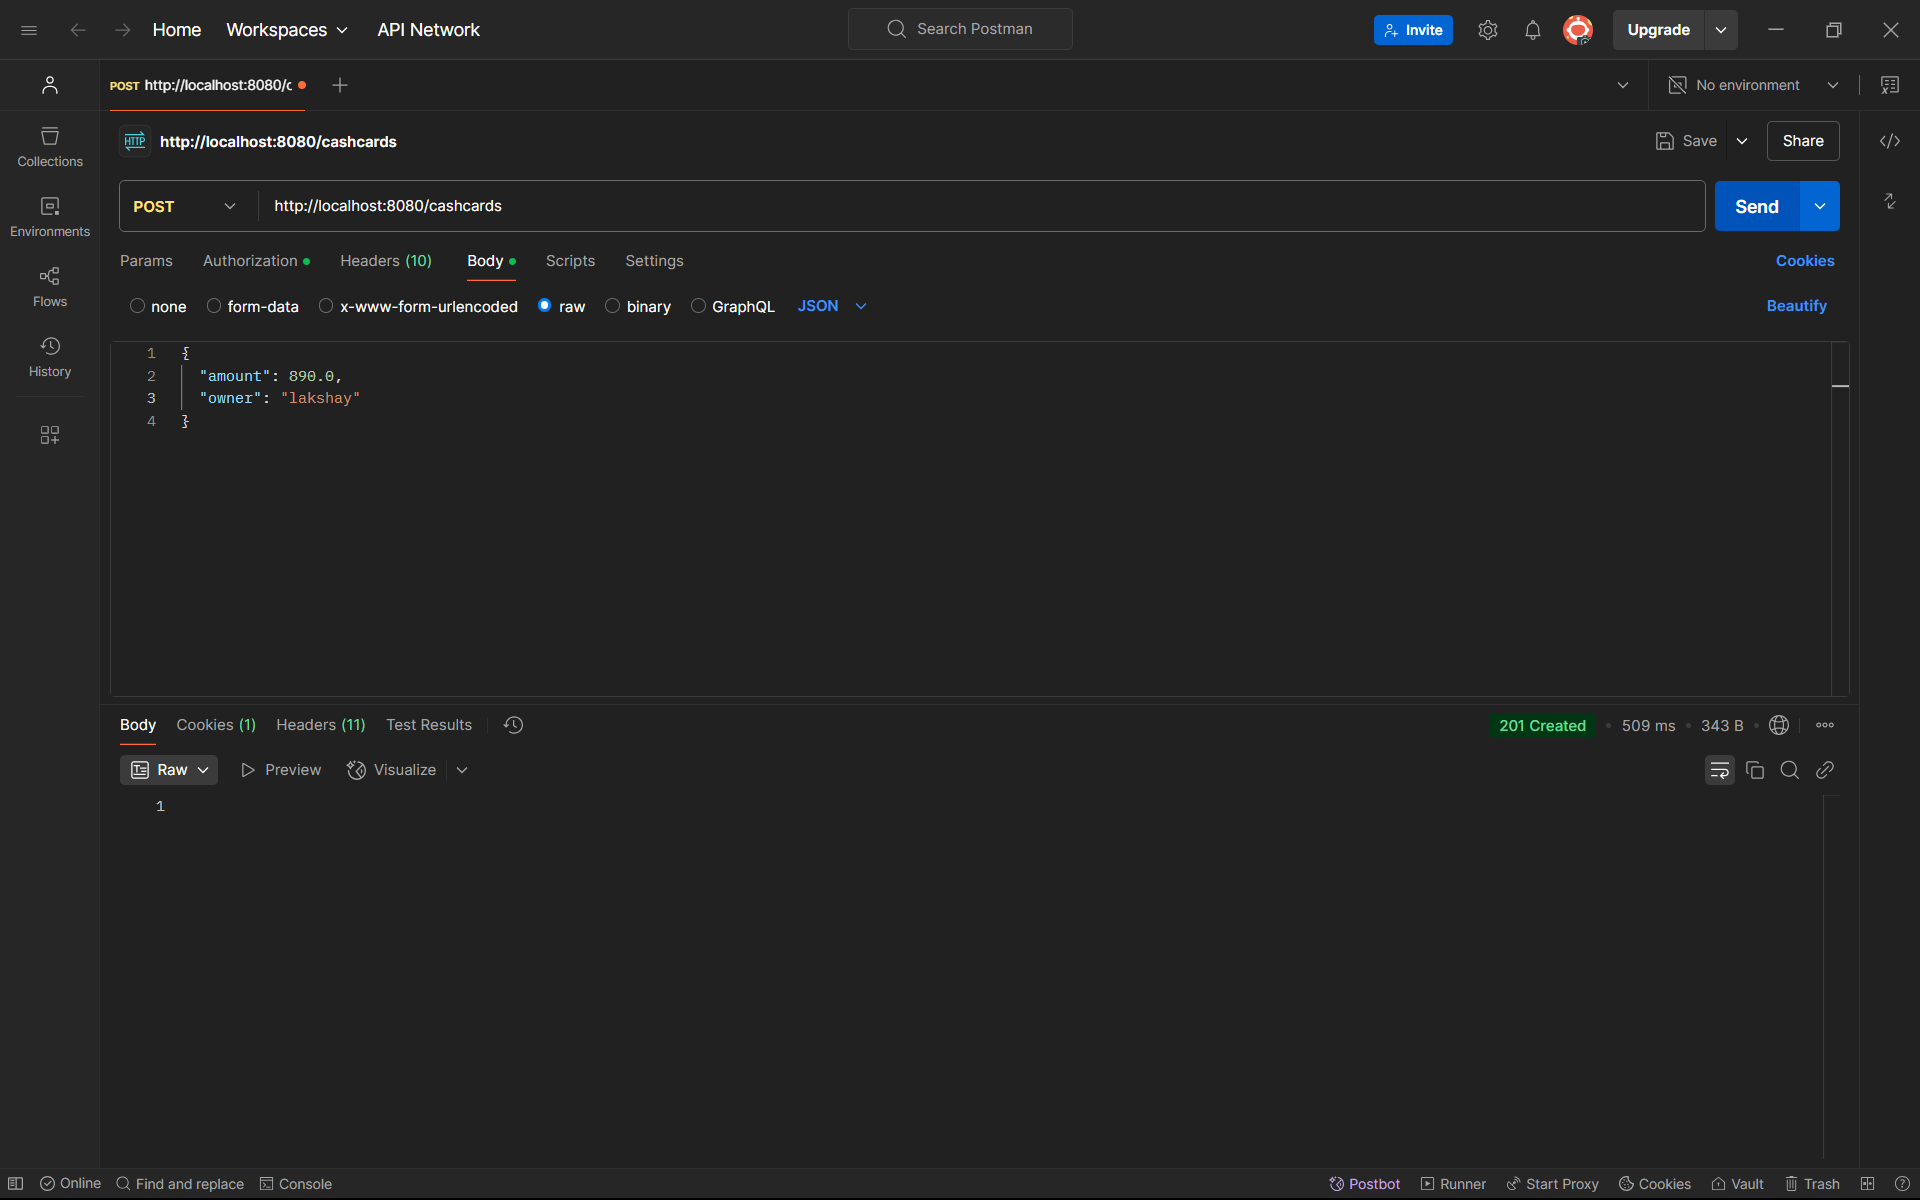 Home Workspaces API Network Search Postman Invite Upgrade
POST http://localhost:8080/c No environment
HTTP http://localhost:8080/cashcards Save Share
Collections
POST http://localhost:8080/cashcards Send
Environments
Params Authorization Headers (10) Body Scripts Settings Cookies
Flows
none form-data x-www-form-urlencoded raw binary GraphQL JSON Beautify
History
1 {
2 "amount": 890.0,
3 "owner": "lakshay"
4 }
Body Cookies (1) Headers (11) Test Results 201 Created • 509 ms • 343 B •
Raw Preview Visualize
1
Online Find and replace Console Postbot Runner Start Proxy Cookies Vault Trash